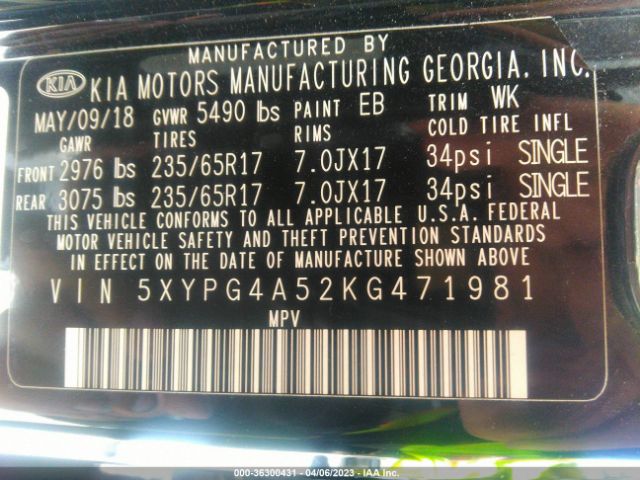 MANUFACTURED BY
KIA KIA MOTORS MANUFACTURING GEORGIA, INC.
MAY/09/18 GVWR 5490 lbs PAINT EB TRIM WK
GAWR TIRES RIMS COLD TIRE INFL
FRONT 2976 lbs 235/65R17 7.0JX17 34psi SINGLE
REAR 3075 lbs 235/65R17 7.0JX17 34psi SINGLE
THIS VEHICLE CONFORMS TO ALL APPLICABLE U.S.A. FEDERAL
MOTOR VEHICLE SAFETY AND THEFT PREVENTION STANDARDS
IN EFFECT ON THE DATE OF MANUFACTURE SHOWN ABOVE.
VIN 5XYPG4A52KG471981
MPV
000-36300431 - 04/06/2023 - IAA Inc.